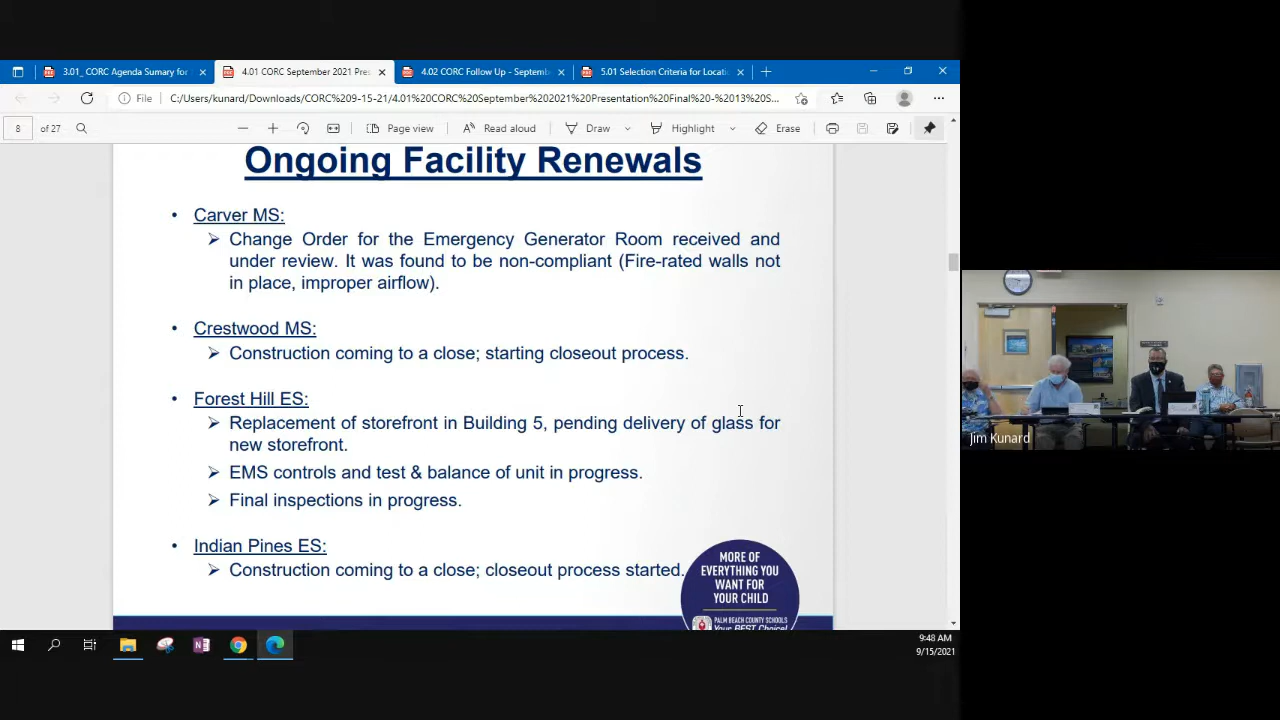 3.01_ CORC Agenda Sumary for
4.01 CORC September 2021 Pre
4.02 CORC Follow Up - Septemb
5.01 Selection Criteria for Locati
File
C:/Users/kunard/Downloads/CORC%209-15-21/4.01%20CORC%20September%202021%20Presentation%20Final%20-%2013%20S...
8 of 27
Page view
Read aloud
Draw
Highlight
Erase
Ongoing Facility Renewals
• Carver MS:
➢ Change Order for the Emergency Generator Room received and
under review. It was found to be non-compliant (Fire-rated walls not
in place, improper airflow).
• Crestwood MS:
➢ Construction coming to a close; starting closeout process.
• Forest Hill ES:
➢ Replacement of storefront in Building 5, pending delivery of glass for
new storefront.
➢ EMS controls and test & balance of unit in progress.
➢ Final inspections in progress.
• Indian Pines ES:
➢ Construction coming to a close; closeout process started.
MORE OF
EVERYTHING YOU
WANT FOR
YOUR CHILD
PALM BEACH COUNTY SCHOOLS
Your BEST Choice!
Jim Kunard
9:48 AM
9/15/2021